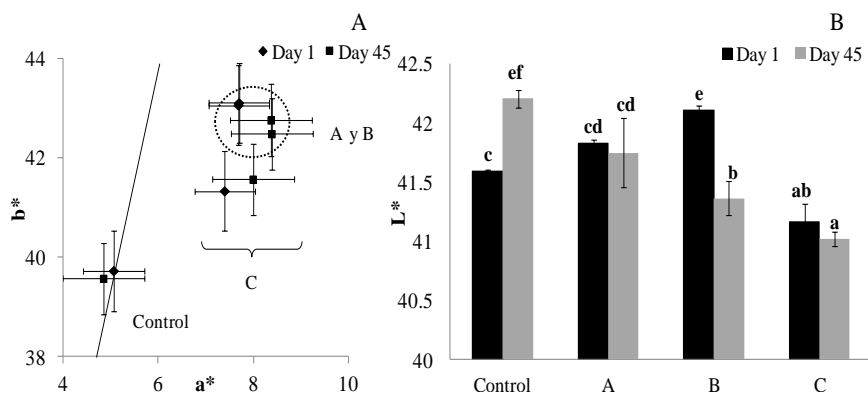 A
44
42
40
38
b*
4
6
8
10
a*
Day 1
Day 45
A y B
C
Control
B
Day 1
Day 45
42.5
42
41.5
41
40.5
40
L*
c
ef
cd
cd
e
b
ab
a
Control
A
B
C